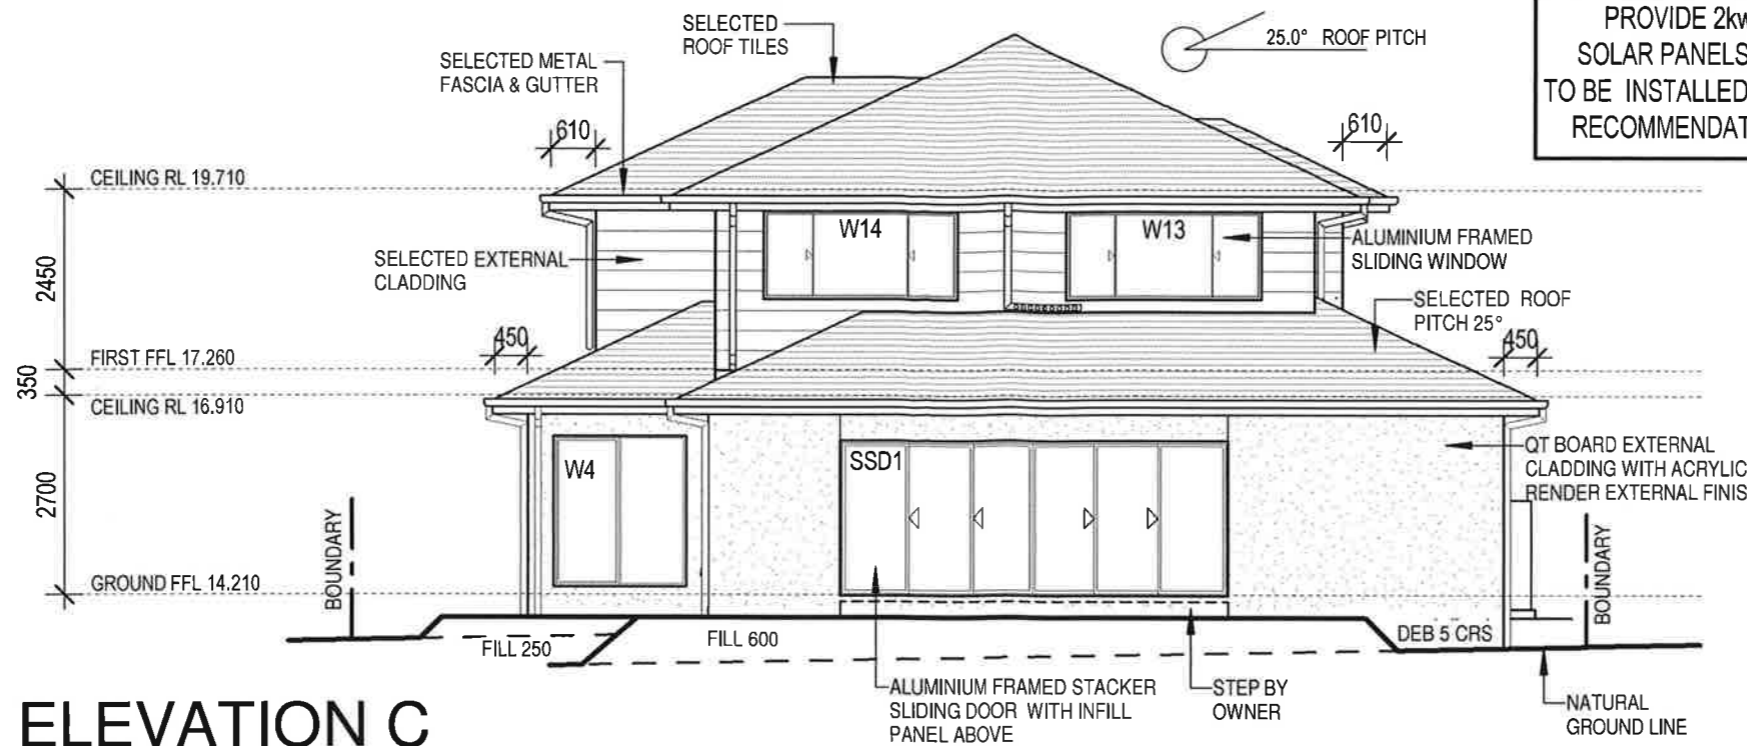 SELECTED
ROOF TILES
25.0° ROOF PITCH
PROVIDE 2kw
SOLAR PANELS
TO BE INSTALLED
RECOMMENDAT
SELECTED METAL
FASCIA & GUTTER
610
610
CEILING RL 19.710
W14
W13
ALUMINIUM FRAMED
SLIDING WINDOW
SELECTED EXTERNAL
CLADDING
2450
SELECTED ROOF
PITCH 25°
450
450
FIRST FFL 17.260
350
CEILING RL 16.910
W4
SSD1
QT BOARD EXTERNAL
CLADDING WITH ACRYLIC
RENDER EXTERNAL FINIS
2700
BOUNDARY
BOUNDARY
GROUND FFL 14.210
FILL 250
FILL 600
DEB 5 CRS
ALUMINIUM FRAMED STACKER
SLIDING DOOR WITH INFILL
PANEL ABOVE
STEP BY
OWNER
NATURAL
GROUND LINE
ELEVATION C